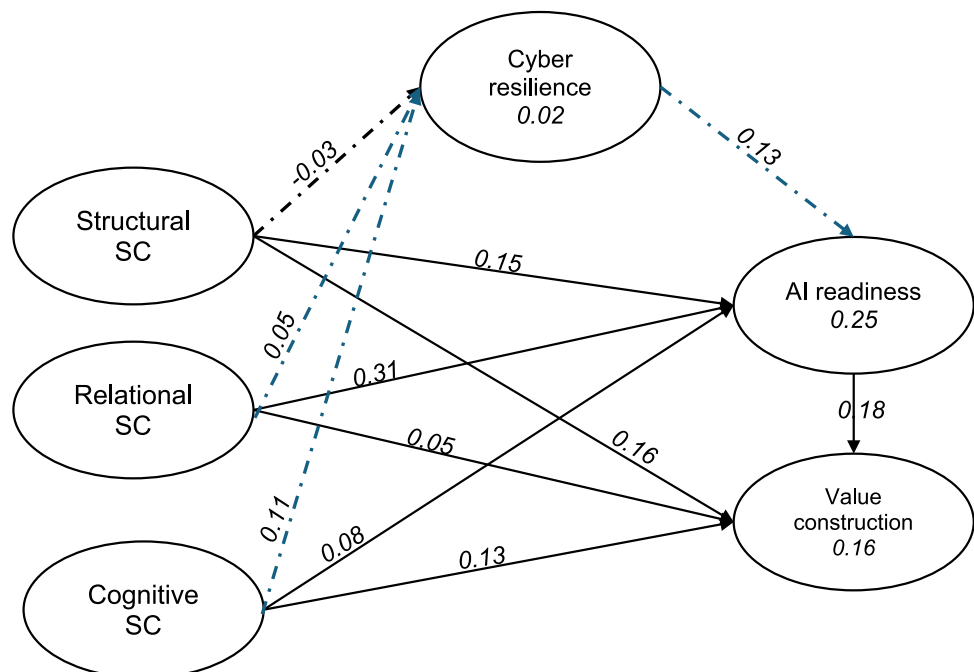 Cyber
resilience
0.02
-0.03
0.13
Structural
SC
0.15
AI readiness
0.25
0.05
Relational
SC
0.31
0.18
0.05
0.16
Value
construction
0.16
0.11
0.08
0.13
Cognitive
SC